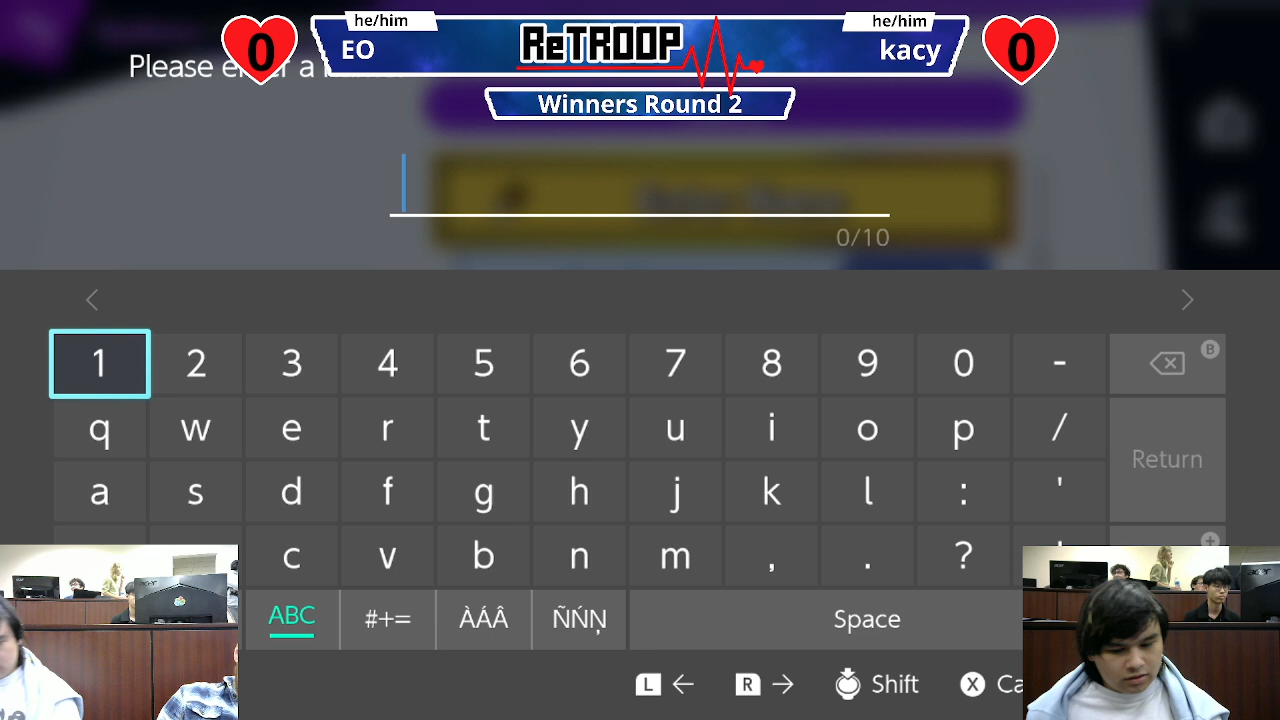 he/him
he/him
0
EO
ReTROOP
kacy
0
Please a
Winners Round 2
0/10
1 2 3 4 5 6 7 8 9 0 - B
q w e r t y u i o p /
Return
a s d f g h j k l : '
c v b n m , . ? +
ABC #+= ÀÁÂ ÑŃŅ Space
L ← R → Shift X
acer